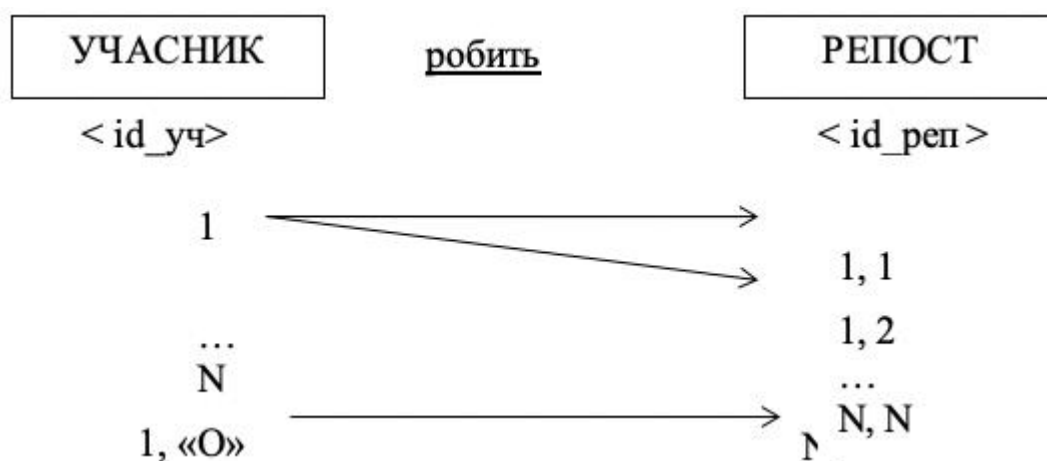 УЧАСНИК робить РЕПОСТ
< id_уч> < id_реп >
1
1, 1
1, 2
…
…
N
N, N
1, «О»